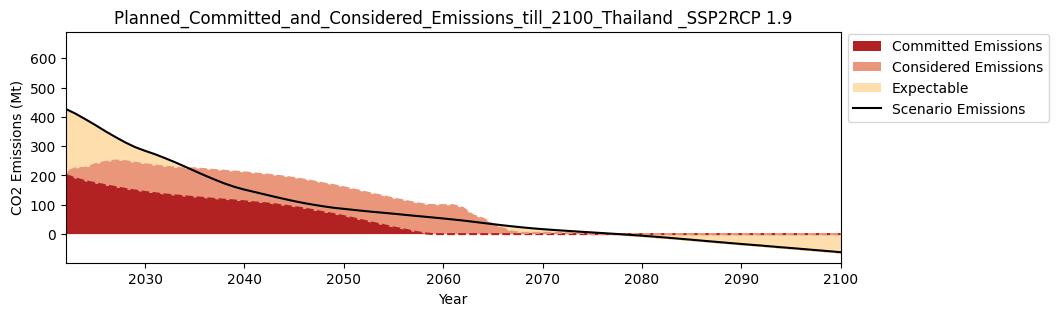 Planned_Committed_and_Considered_Emissions_till_2100_Thailand _SSP2RCP 1.9
CO2 Emissions (Mt)
600
500
400
300
200
100
0
2030
2040
2050
2060
2070
2080
2090
2100
Year
Committed Emissions
Considered Emissions
Expectable
Scenario Emissions